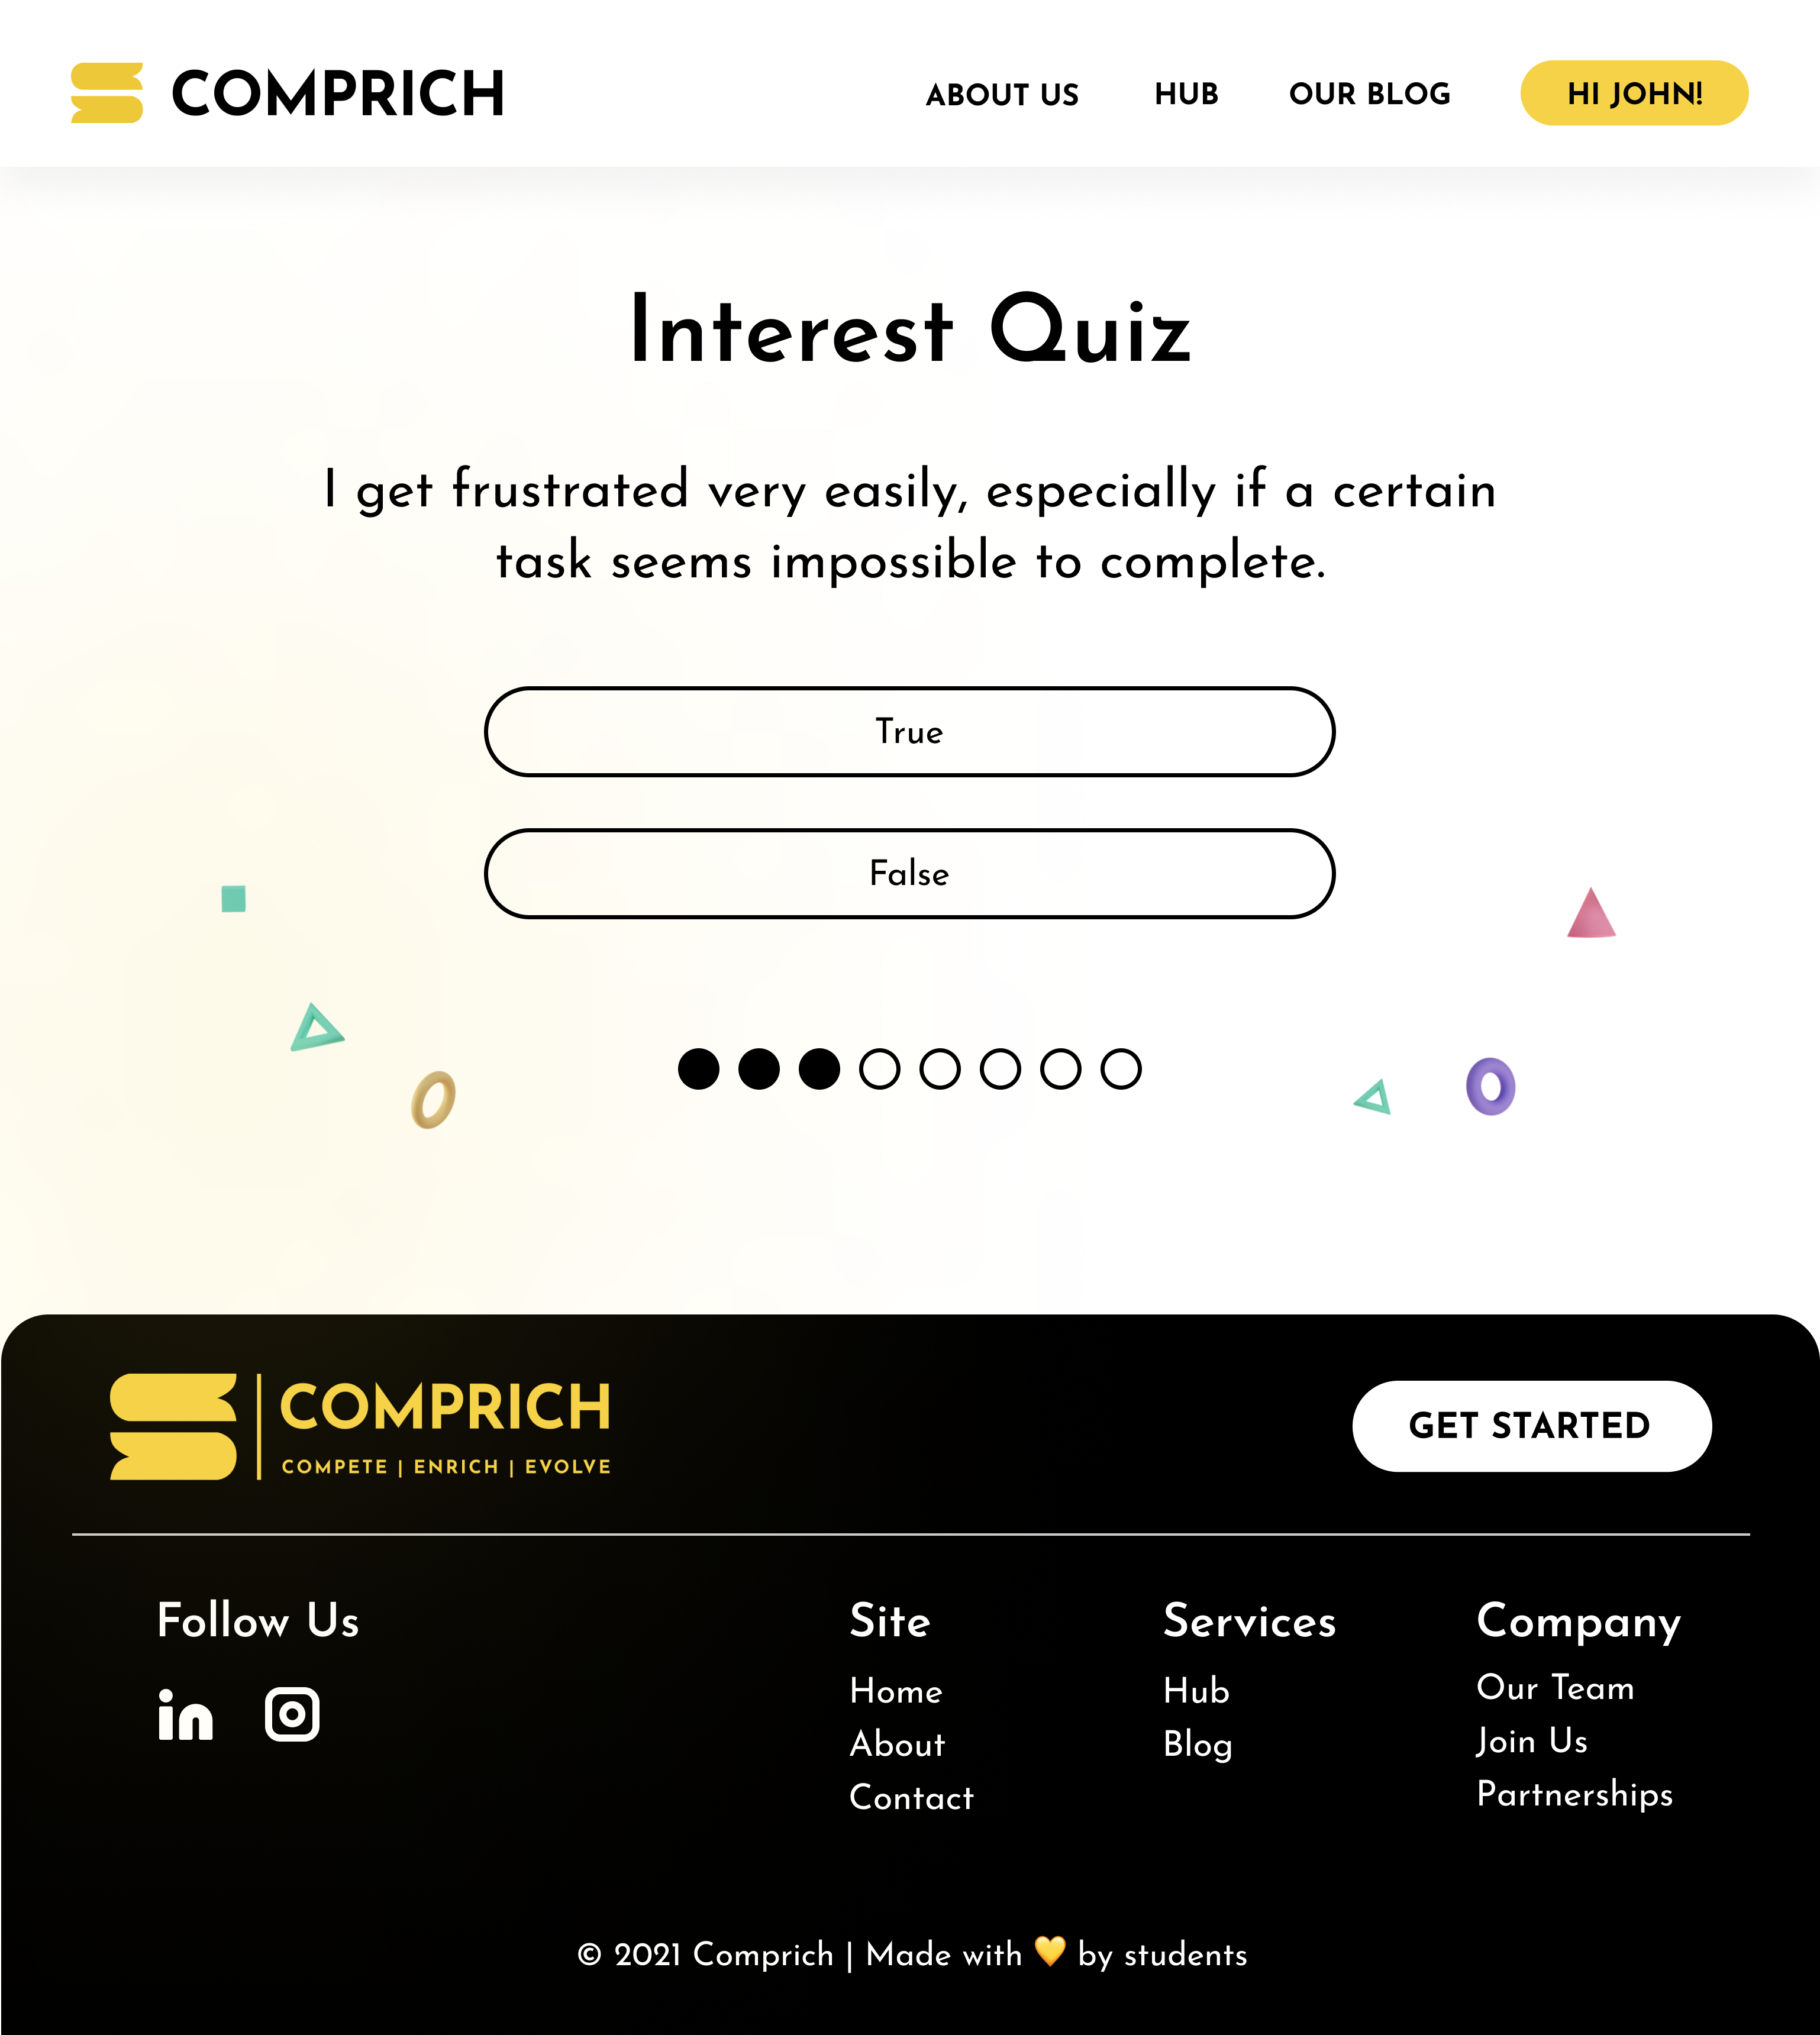 COMPRICH
ABOUT US
HUB
OUR BLOG
HI JOHN!
Interest Quiz
I get frustrated very easily, especially if a certain
task seems impossible to complete.
True
False
COMPRICH
COMPETE | ENRICH | EVOLVE
GET STARTED
Follow Us
in
Site
Home
About
Contact
Services
Hub
Blog
Company
Our Team
Join Us
Partnerships
© 2021 Comprich | Made with 💛 by students